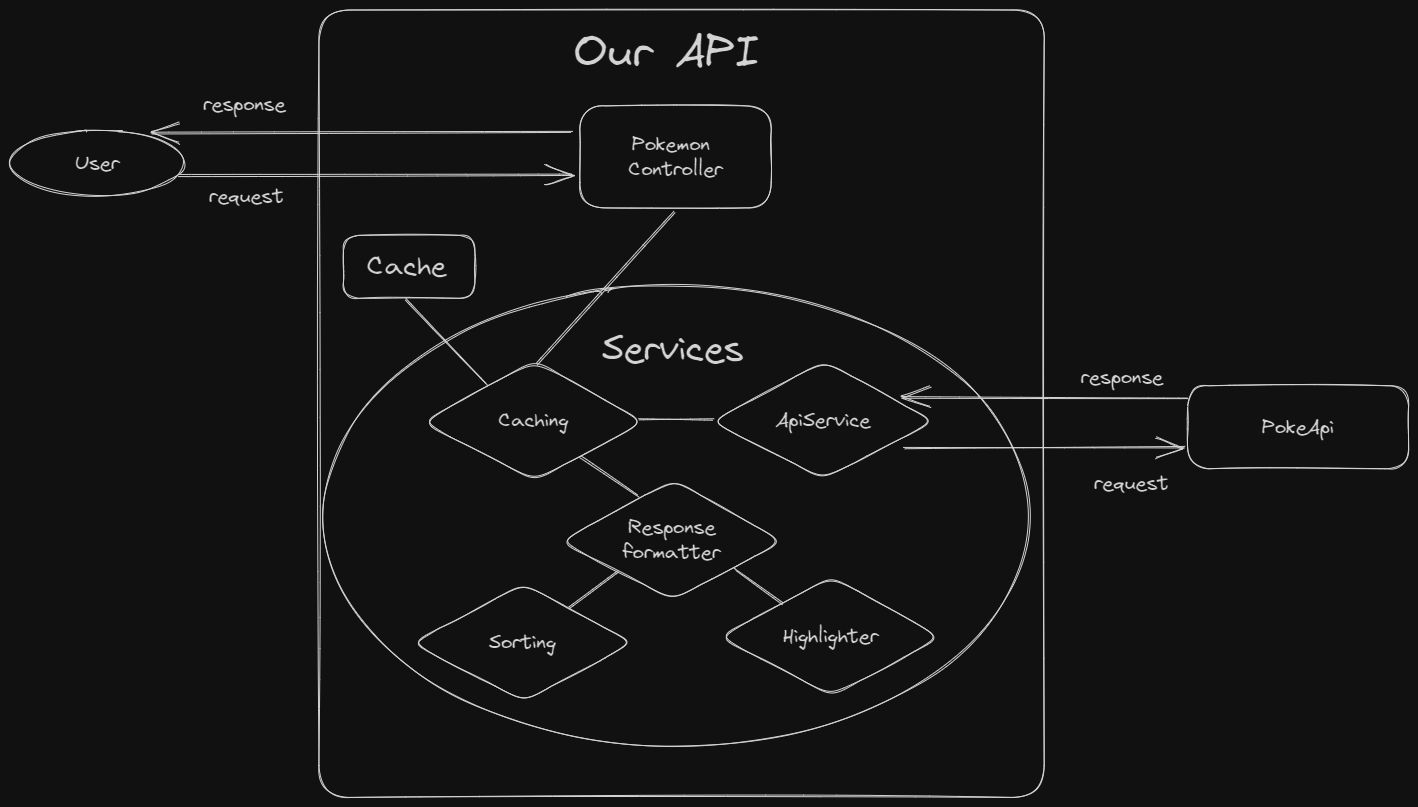 Our API
response
User
request
Pokemon
Controller
Cache
Services
Caching
ApiService
response
PokeApi
request
Response
formatter
Sorting
Highlighter